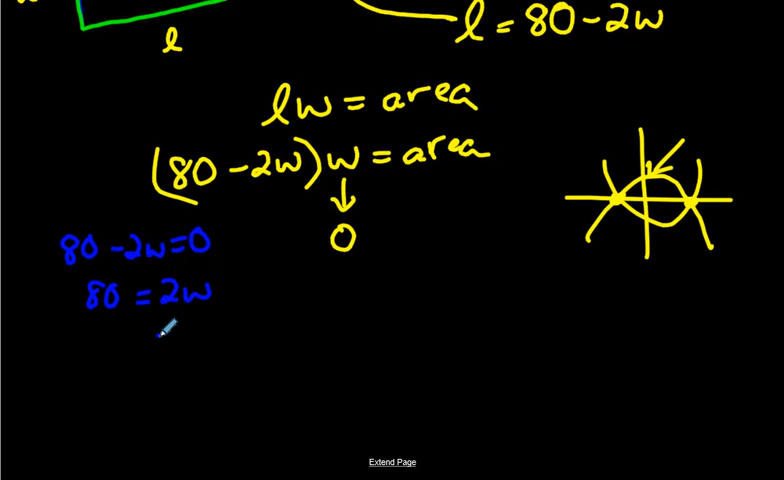 l
l = 80 - 2w
lw = area
(80 - 2w)w = area
0
80 - 2w = 0
80 = 2w
Extend Page